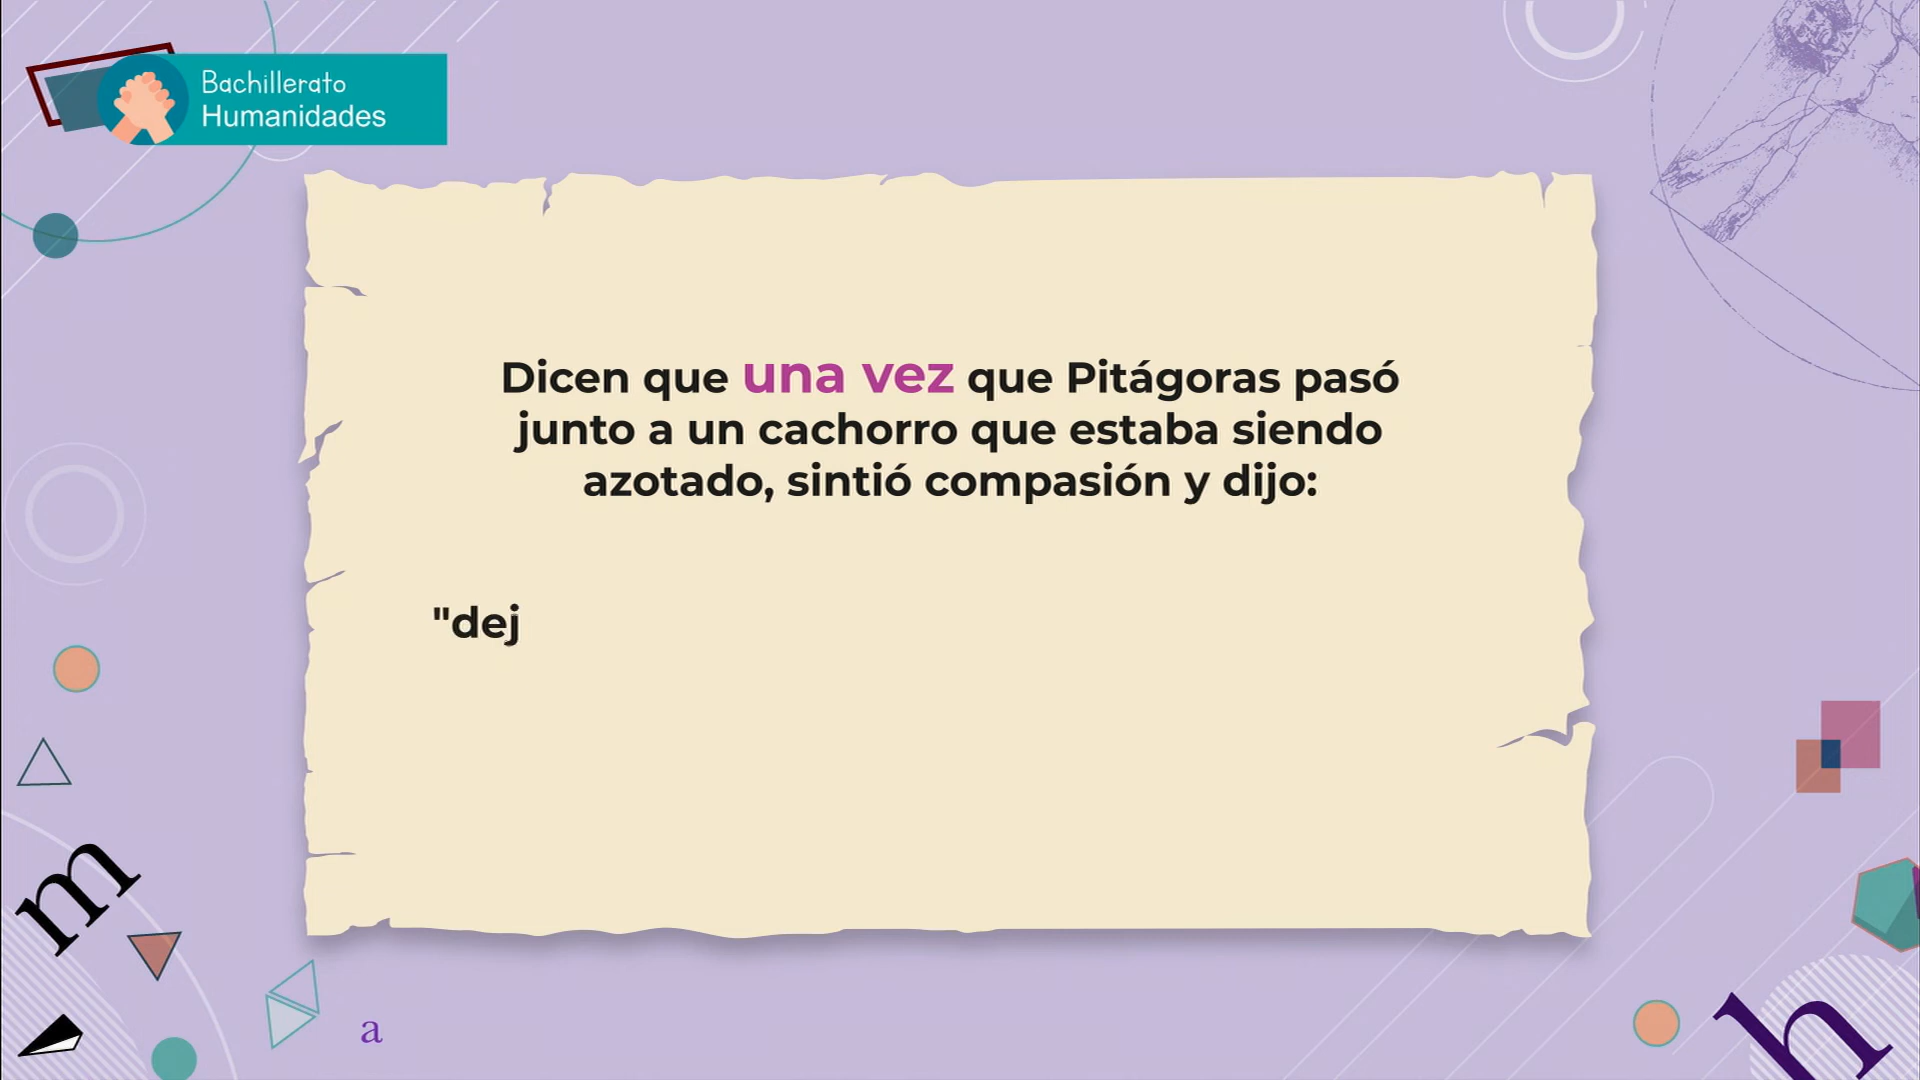 Bachillerato
Humanidades
Dicen que una vez que Pitágoras pasó
junto a un cachorro que estaba siendo
azotado, sintió compasión y dijo:
"dej
m
a
h